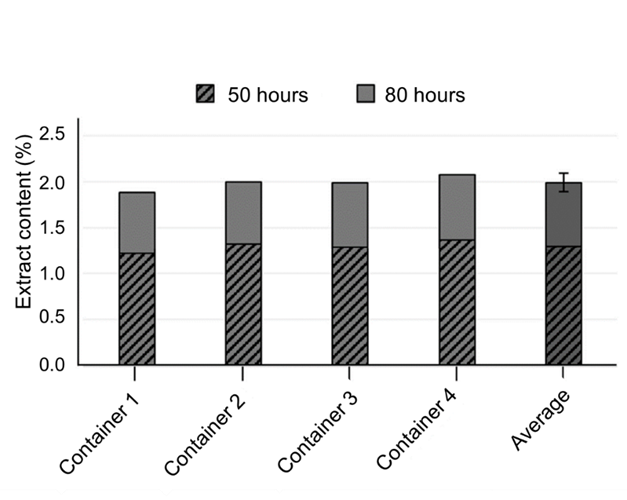 50 hours
80 hours
Extract content (%)
2.5
2.0
1.5
1.0
0.5
0.0
Container 1
Container 2
Container 3
Container 4
Average